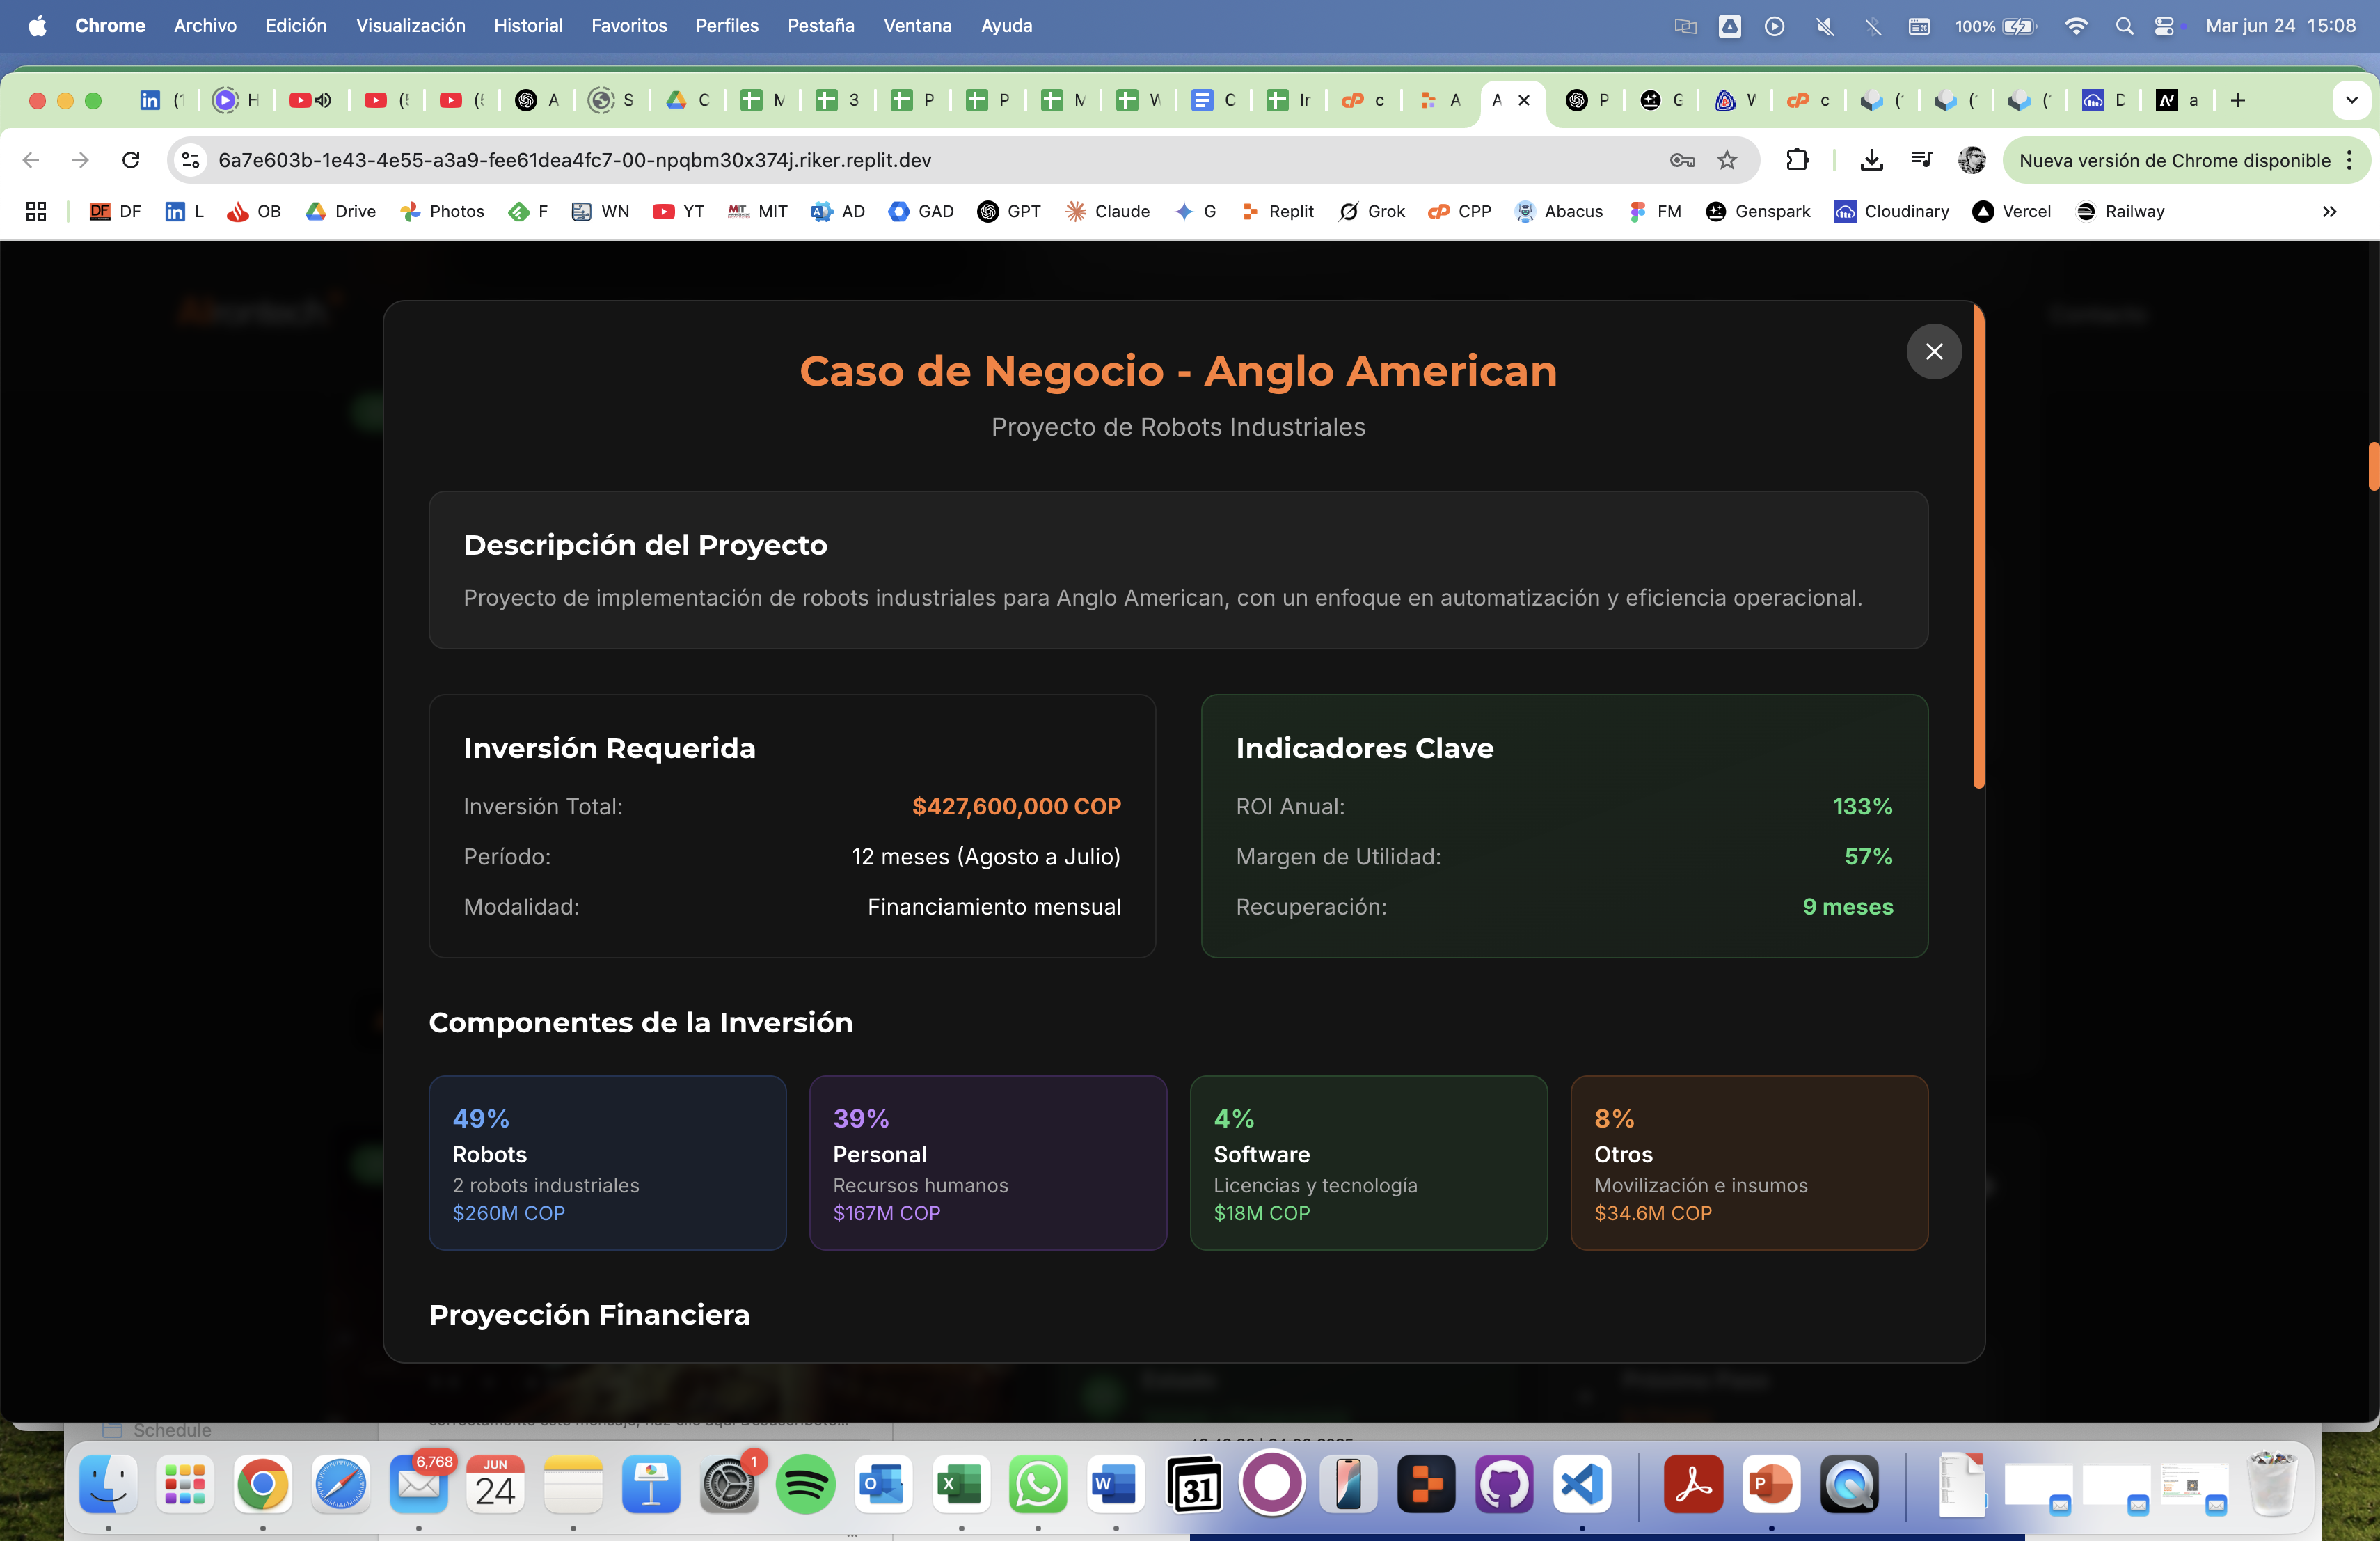 Chrome Archivo Edición Visualización Historial Favoritos Perfiles Pestaña Ventana Ayuda 100% Mar jun 24 15:08
6a7e603b-1e43-4e55-a3a9-fee61dea4fc7-00-npqbm30x374j.riker.replit.dev
Nueva versión de Chrome disponible
DF L OB Drive Photos F WN YT MIT AD GAD GPT Claude G Replit Grok CPP Abacus FM Genspark Cloudinary Vercel Railway
Caso de Negocio - Anglo American
Proyecto de Robots Industriales
Descripción del Proyecto
Proyecto de implementación de robots industriales para Anglo American, con un enfoque en automatización y eficiencia operacional.
Inversión Requerida
Inversión Total: $427,600,000 COP
Período: 12 meses (Agosto a Julio)
Modalidad: Financiamiento mensual
Indicadores Clave
ROI Anual: 133%
Margen de Utilidad: 57%
Recuperación: 9 meses
Componentes de la Inversión
49%
Robots
2 robots industriales
$260M COP
39%
Personal
Recursos humanos
$167M COP
4%
Software
Licencias y tecnología
$18M COP
8%
Otros
Movilización e insumos
$34.6M COP
Proyección Financiera
Schedule
6,768
JUN
24
1
31